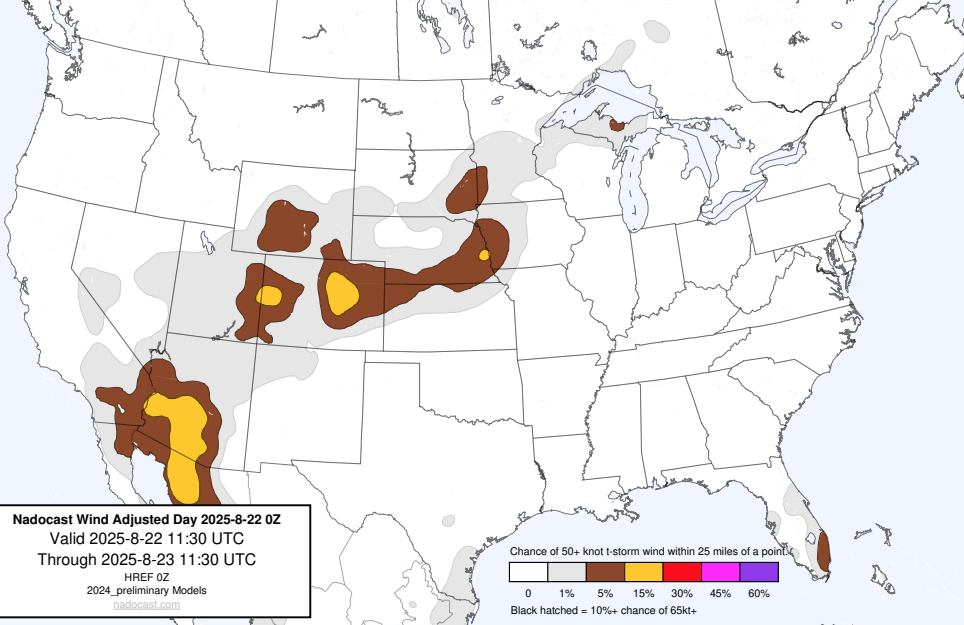 Nadocast Wind Adjusted Day 2025-8-22 0Z
Valid 2025-8-22 11:30 UTC
Through 2025-8-23 11:30 UTC
HREF 0Z
2024_preliminary Models
nadocast.com
Chance of 50+ knot t-storm wind within 25 miles of a point.
0 1% 5% 15% 30% 45% 60%
Black hatched = 10%+ chance of 65kt+